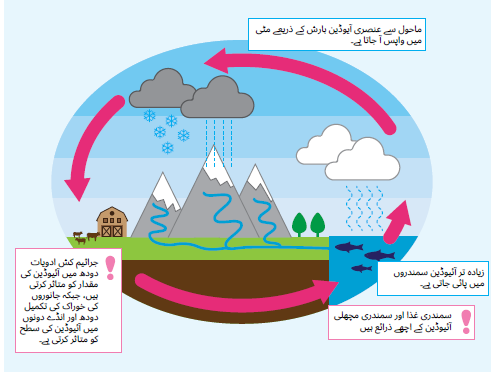 ماحول سے عنصری آیوڈین بارش کے ذریعے مٹی
میں واپس آ جاتا ہے۔
زیادہ تر آیوڈین سمندروں
میں پائی جاتی ہے۔
سمندری غذا اور سمندری مچھلی
آئیوڈین کے اچھے ذرائع ہیں
جراثیم کش ادویات
دودھ میں آئیوڈین کی
مقدار کو متاثر کرتی
ہیں، جبکہ جانوروں
کی خوراک کی تکمیل
دودھ اور انڈے دونوں
میں آئیوڈین کی سطح
کو متاثر کرتی ہے۔